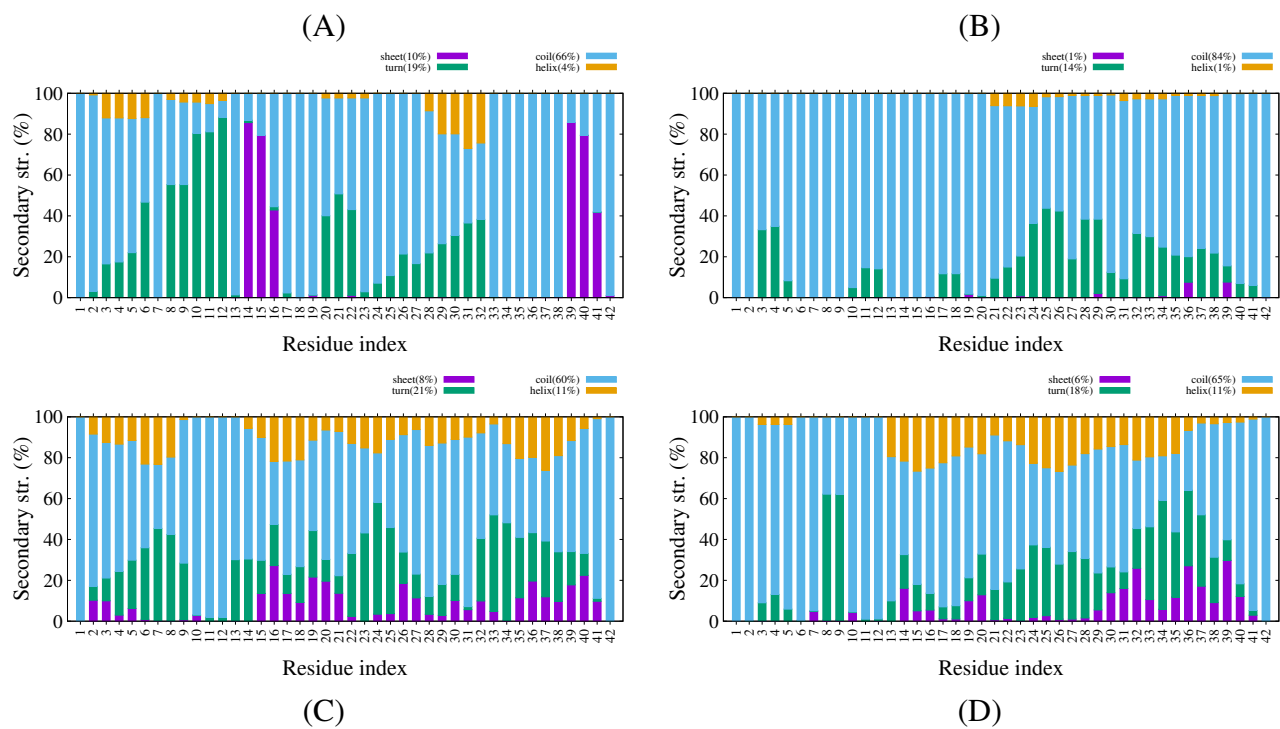 (A)
sheet(10%) coil(66%)
turn(19%) helix(4%)
100
80
60
40
20
0
Secondary str. (%)
1 2 3 4 5 6 7 8 9 10 11 12 13 14 15 16 17 18 19 20 21 22 23 24 25 26 27 28 29 30 31 32 33 34 35 36 37 38 39 40 41 42
Residue index
(B)
sheet(1%) coil(84%)
turn(14%) helix(1%)
100
80
60
40
20
0
Secondary str. (%)
1 2 3 4 5 6 7 8 9 10 11 12 13 14 15 16 17 18 19 20 21 22 23 24 25 26 27 28 29 30 31 32 33 34 35 36 37 38 39 40 41 42
Residue index
sheet(8%) coil(60%)
turn(21%) helix(11%)
100
80
60
40
20
0
Secondary str. (%)
1 2 3 4 5 6 7 8 9 10 11 12 13 14 15 16 17 18 19 20 21 22 23 24 25 26 27 28 29 30 31 32 33 34 35 36 37 38 39 40 41 42
Residue index
(C)
sheet(6%) coil(65%)
turn(18%) helix(11%)
100
80
60
40
20
0
Secondary str. (%)
1 2 3 4 5 6 7 8 9 10 11 12 13 14 15 16 17 18 19 20 21 22 23 24 25 26 27 28 29 30 31 32 33 34 35 36 37 38 39 40 41 42
Residue index
(D)